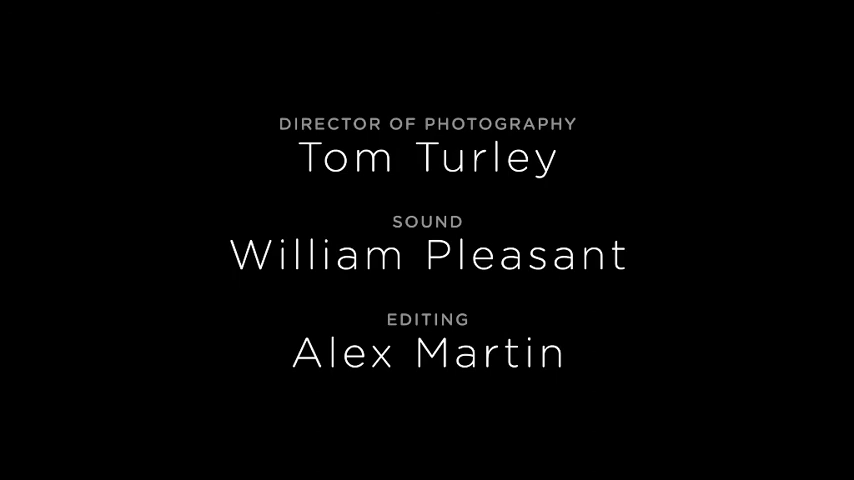 DIRECTOR OF PHOTOGRAPHY
Tom Turley
SOUND
William Pleasant
EDITING
Alex Martin